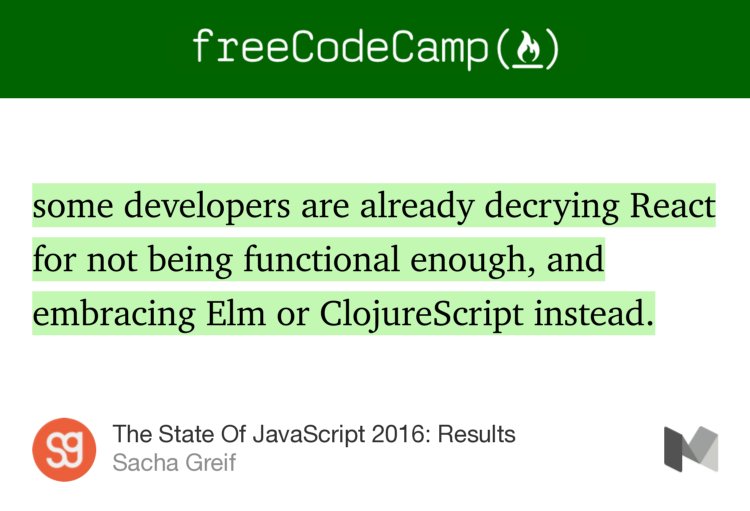 freeCodeCamp()
some developers are already decrying React
for not being functional enough, and
embracing Elm or ClojureScript instead.
sg
The State Of JavaScript 2016: Results
Sacha Greif
M